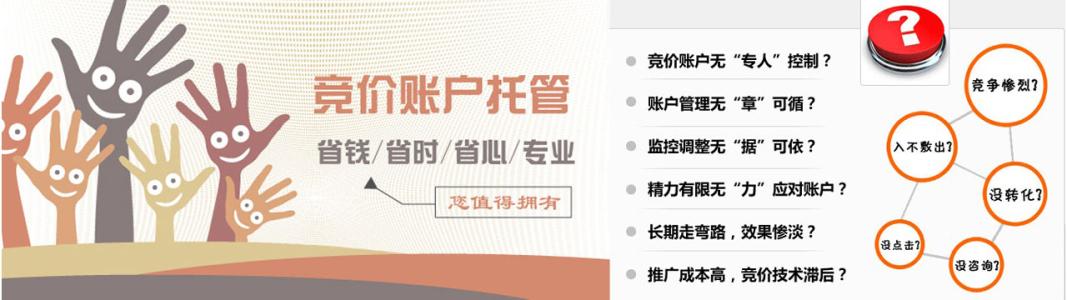 竞价账户托管
省钱/省时/省心/专业
您值得拥有
?
竞价账户无“专人”控制?
账户管理无“章”可循?
监控调整无“据”可依?
精力有限无“力”应对账户?
长期走弯路，效果惨淡?
推广成本高，竞价技术滞后?
竞争惨烈?
入不敷出?
没转化?
没点击?
没咨询?